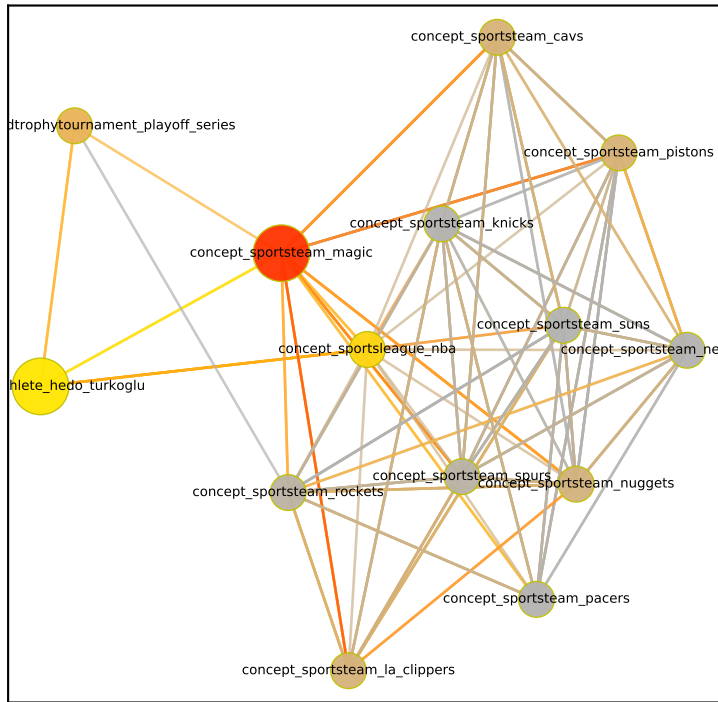 concept_sportsteam_cavs
dtrophytournament_playoff_series
concept_sportsteam_pistons
concept_sportsteam_knicks
concept_sportsteam_magic
concept_sportsteam_suns
concept_sportsleague_nba
concept_sportsteam_ne
hlete_hedo_turkoglu
concept_sportsteam_spurs
concept_sportsteam_nuggets
concept_sportsteam_rockets
concept_sportsteam_pacers
concept_sportsteam_la_clippers